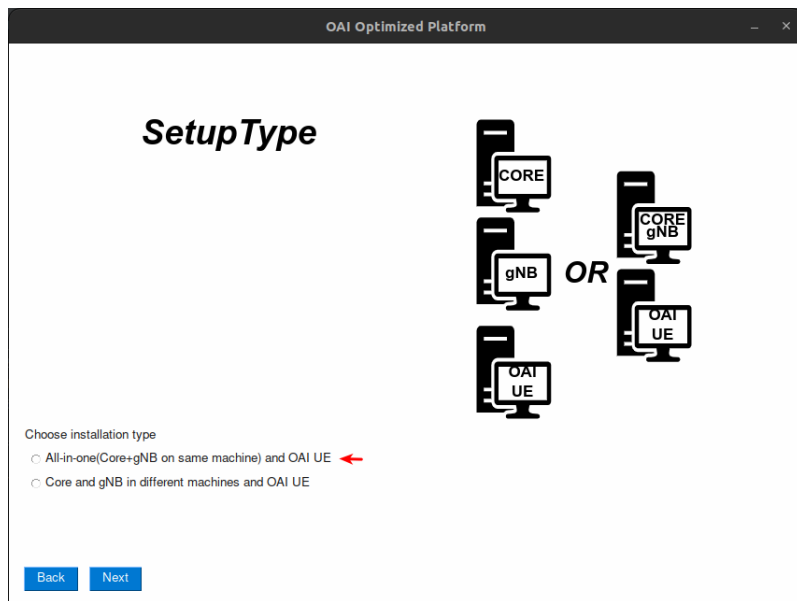 OAI Optimized Platform
SetupType
CORE
gNB
OAI
UE
OR
CORE
gNB
OAI
UE
Choose installation type
All-in-one(Core+gNB on same machine) and OAI UE
Core and gNB in different machines and OAI UE
Back
Next